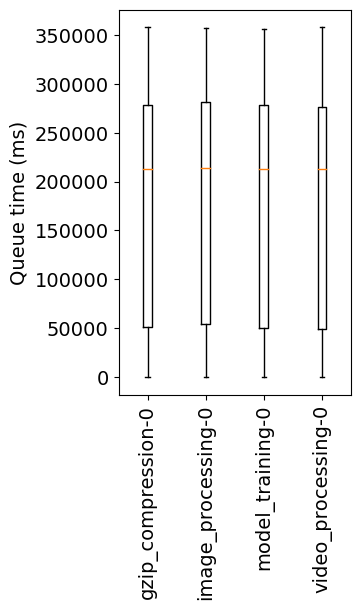 Queue time (ms)
350000
300000
250000
200000
150000
100000
50000
0
gzip_compression-0
image_processing-0
model_training-0
video_processing-0